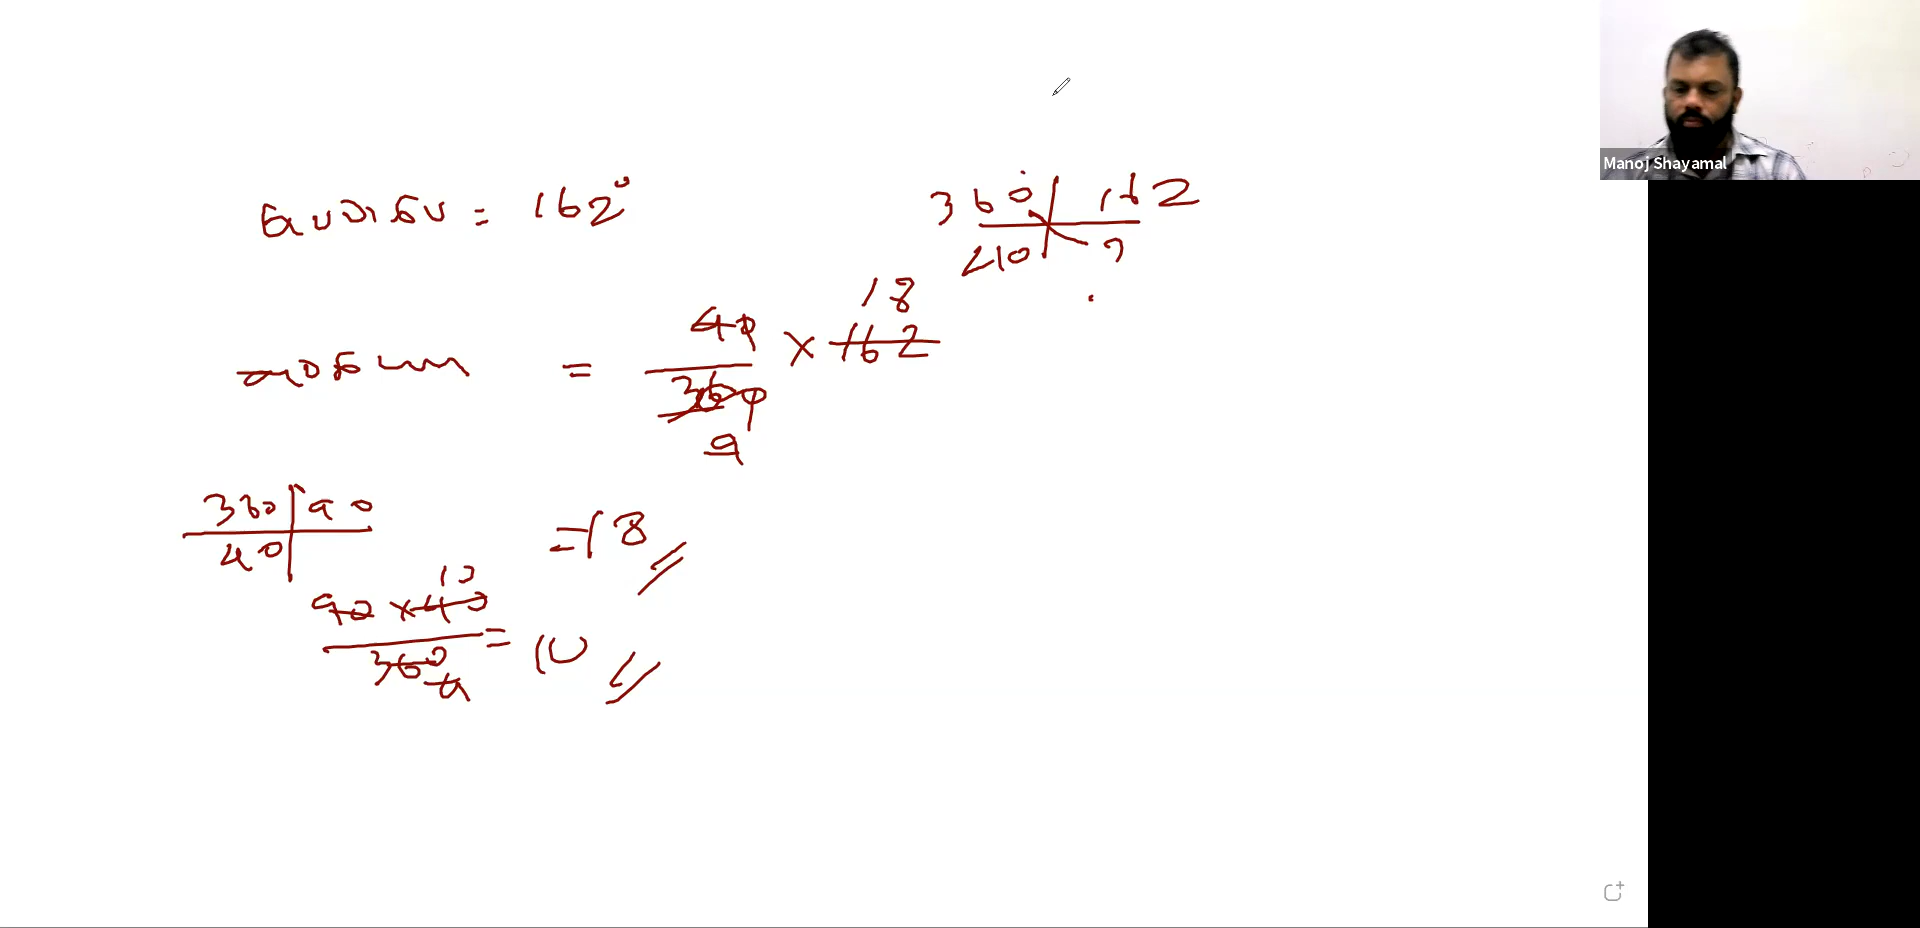 Manoj Shayamal
= 162°
360 | 162
210 | ?
18
= 40/360 × 162
9
360 | 90
40
= 18
10
90 × 40 / 360 = 10